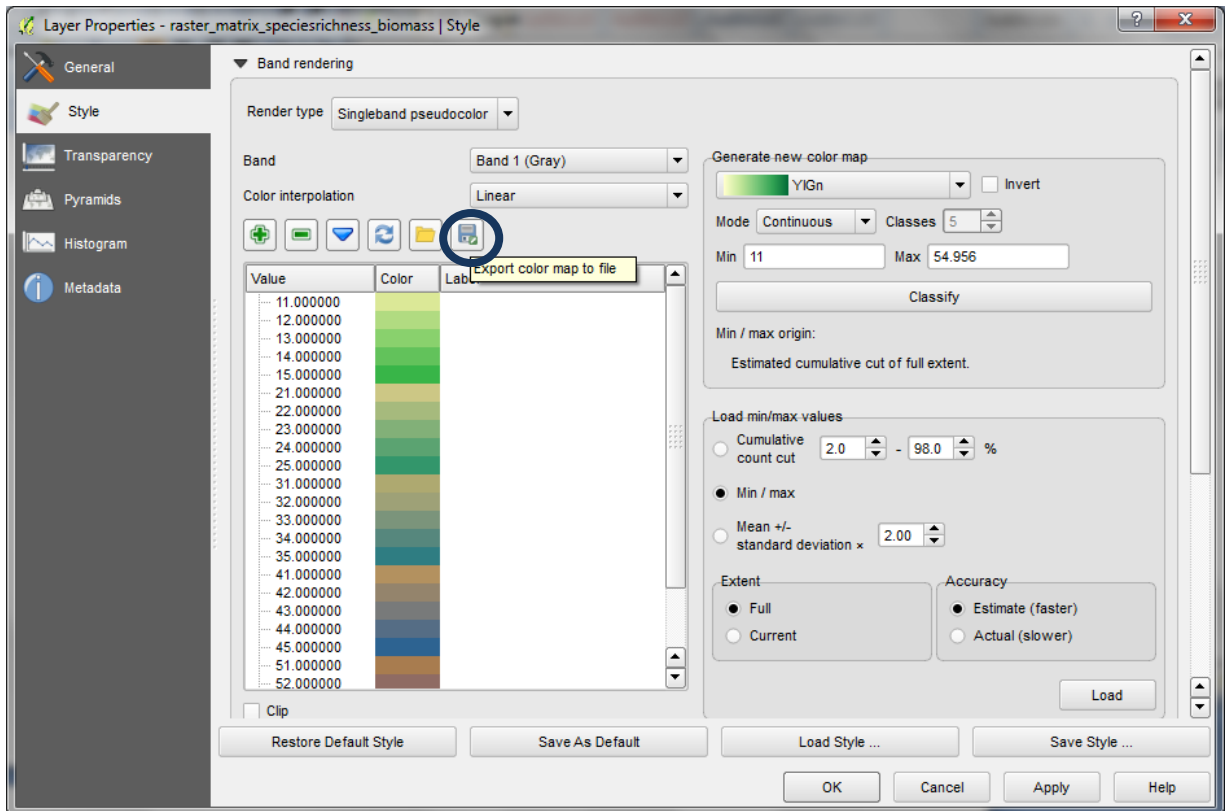 Layer Properties - raster_matrix_speciesrichness_biomass | Style
General
Style
Transparency
Pyramids
Histogram
Metadata
Band rendering
Render type Singleband pseudocolor
Band Band 1 (Gray)
Color interpolation Linear
Export color map to file
Value Color Labe
11.000000
12.000000
13.000000
14.000000
15.000000
21.000000
22.000000
23.000000
24.000000
25.000000
31.000000
32.000000
33.000000
34.000000
35.000000
41.000000
42.000000
43.000000
44.000000
45.000000
51.000000
52.000000
Clip
Generate new color map
YlGn Invert
Mode Continuous Classes 5
Min 11 Max 54.956
Classify
Min / max origin:
Estimated cumulative cut of full extent.
Load min/max values
Cumulative
count cut 2.0 - 98.0 %
Min / max
Mean +/-
standard deviation × 2.00
Extent
Full
Current
Accuracy
Estimate (faster)
Actual (slower)
Load
Restore Default Style Save As Default Load Style ... Save Style ...
OK Cancel Apply Help